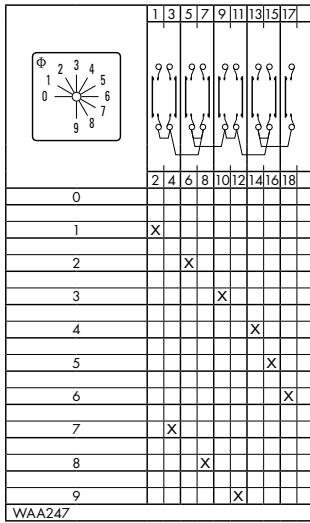 1 3 5 7 9 11 13 15 17
Φ
2 3 4
1 5
0 6
7
9 8
2 4 6 8 10 12 14 16 18
0
1 X
2 X
3 X
4 X
5 X
6 X
7 X
8 X
9 X
WAA247